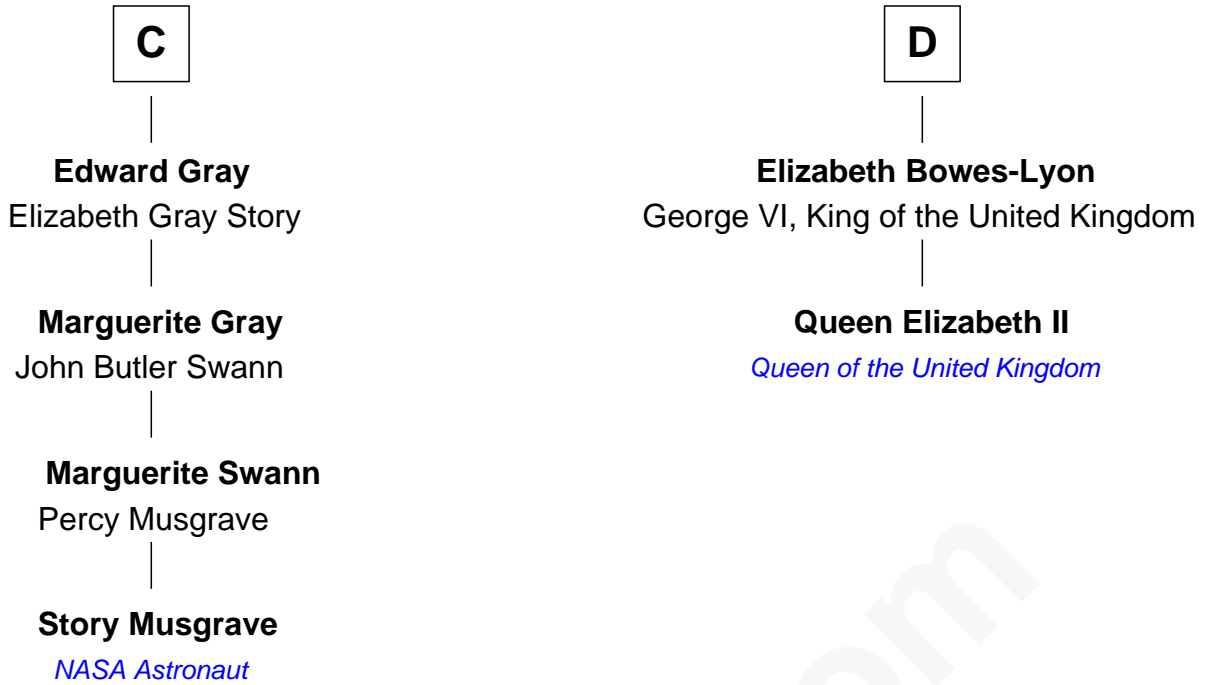 C
Edward Gray
Elizabeth Gray Story
Marguerite Gray
John Butler Swann
Marguerite Swann
Percy Musgrave
Story Musgrave
NASA Astronaut
D
Elizabeth Bowes-Lyon
George VI, King of the United Kingdom
Queen Elizabeth II
Queen of the United Kingdom
om